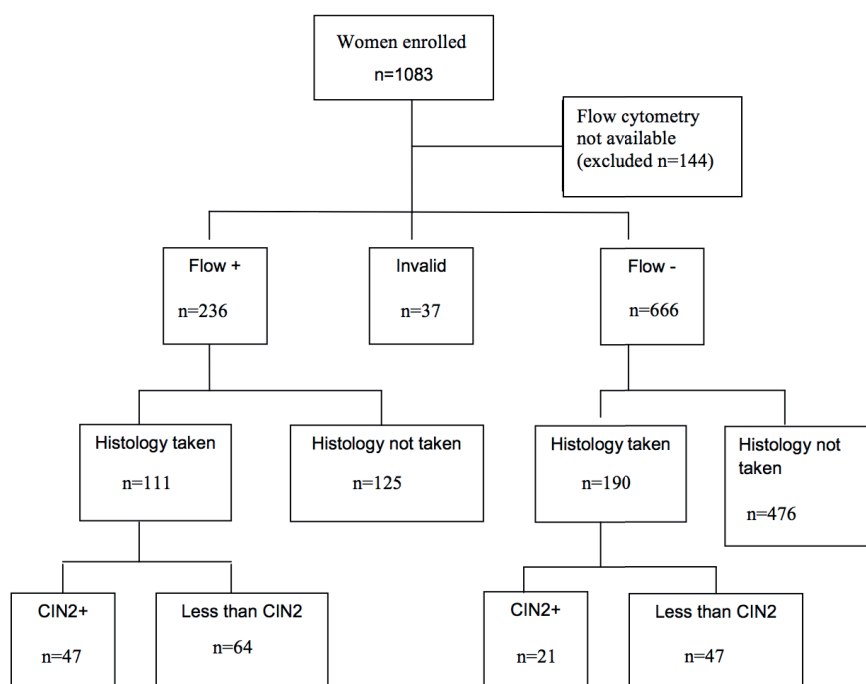 Women enrolled
n=1083
Flow cytometry
not available
(excluded n=144)
Flow +
n=236
Invalid
n=37
Flow -
n=666
Histology taken
n=111
Histology not taken
n=125
Histology taken
n=190
Histology not
taken
n=476
CIN2+
n=47
Less than CIN2
n=64
CIN2+
n=21
Less than CIN2
n=47